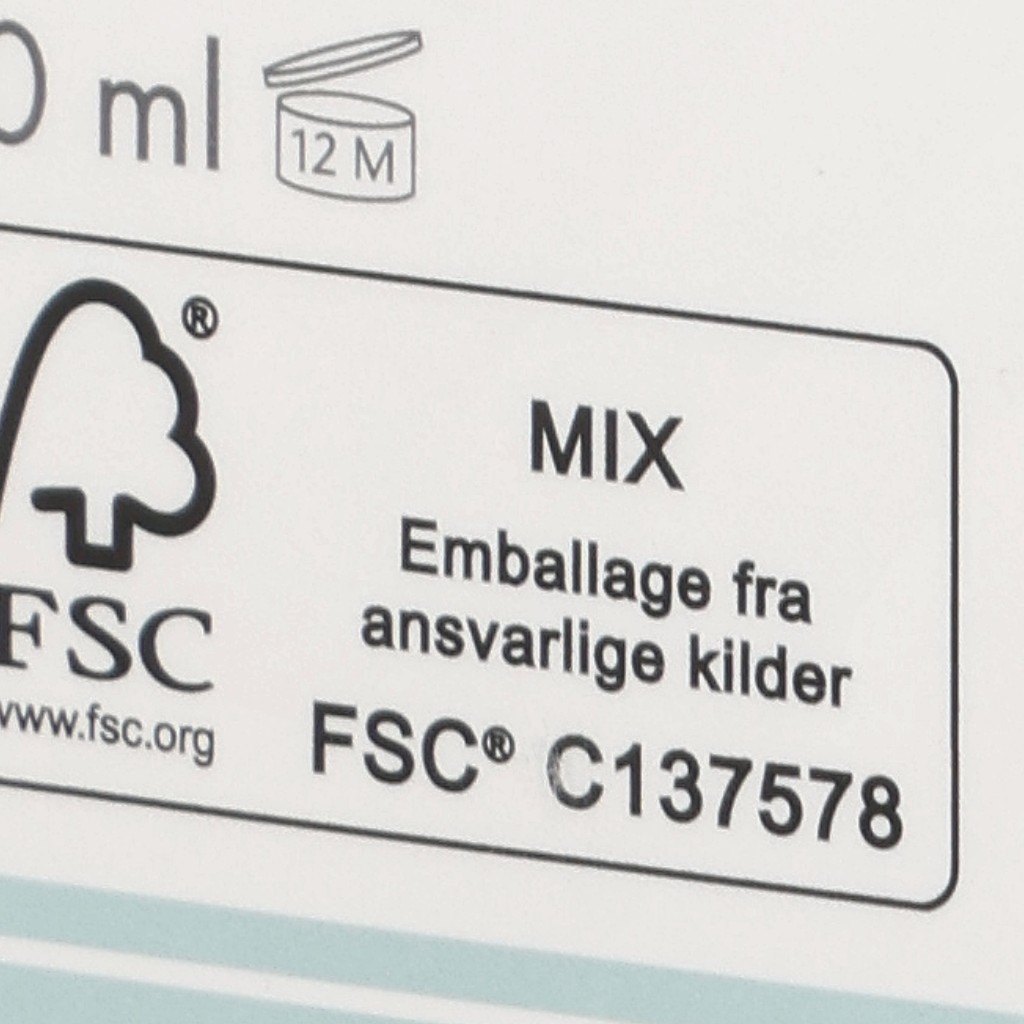 0 ml
12 M
®
MIX
Emballage fra
ansvarlige kilder
FSC
www.fsc.org
FSC® C137578